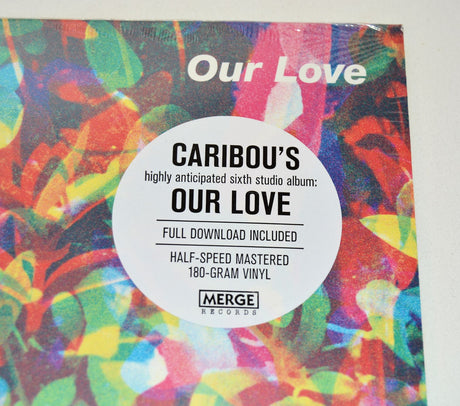 Our Love
CARIBOU'S
highly anticipated sixth studio album:
OUR LOVE
FULL DOWNLOAD INCLUDED
HALF-SPEED MASTERED
180-GRAM VINYL
MERGE
RECORDS